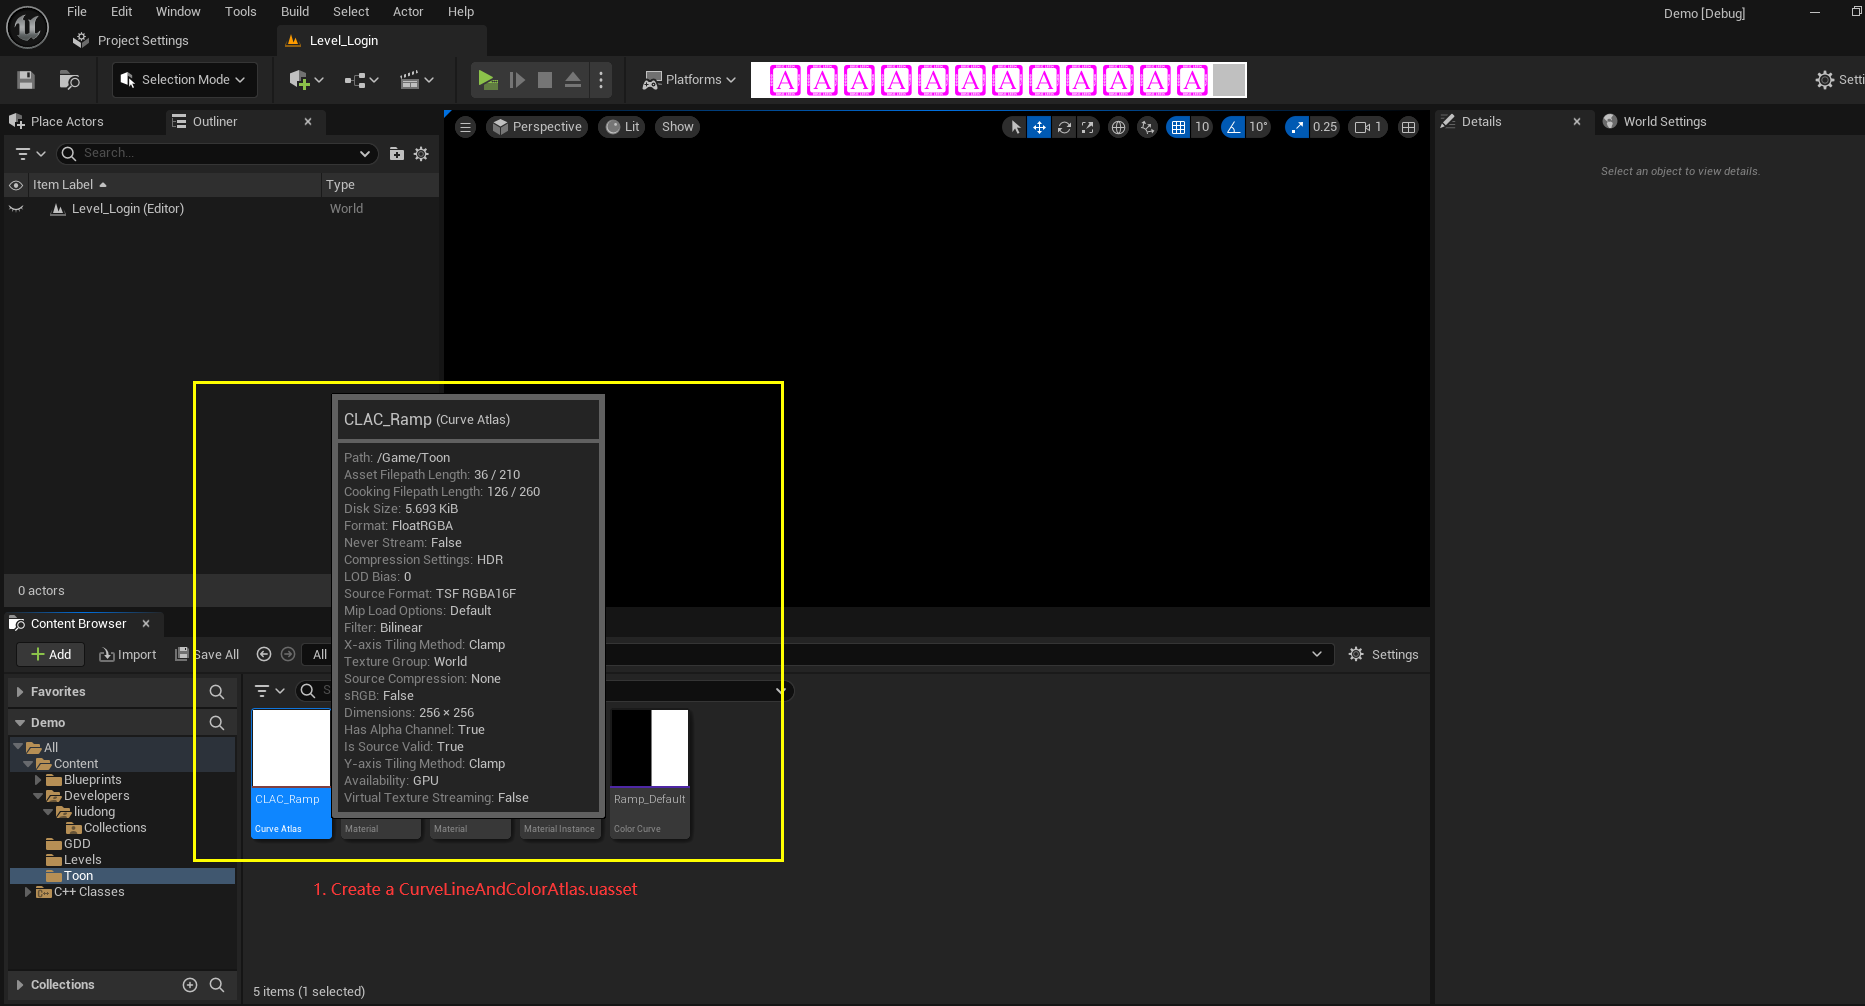 File Edit Window Tools Build Select Actor Help
Demo [Debug]
Project Settings
Level_Login
Selection Mode
Platforms
A A A A A A A A A A A A
Place Actors
Outliner
Search...
Item Label
Type
Level_Login (Editor)
World
0 actors
Perspective
Lit
Show
10
10°
0.25
1
Details
World Settings
Select an object to view details.
CLAC_Ramp (Curve Atlas)
Path: /Game/Toon
Asset Filepath Length: 36 / 210
Cooking Filepath Length: 126 / 260
Disk Size: 5.693 KiB
Format: FloatRGBA
Never Stream: False
Compression Settings: HDR
LOD Bias: 0
Source Format: TSF RGBA16F
Mip Load Options: Default
Filter: Bilinear
X-axis Tiling Method: Clamp
Texture Group: World
Source Compression: None
sRGB: False
Dimensions: 256 × 256
Has Alpha Channel: True
Is Source Valid: True
Y-axis Tiling Method: Clamp
Availability: GPU
Virtual Texture Streaming: False
Content Browser
Add
Import
Save All
All
Settings
Favorites
Demo
All
Content
Blueprints
Developers
liudong
Collections
GDD
Levels
Toon
C++ Classes
Collections
CLAC_Ramp
Curve Atlas
Material
Material
Material Instance
Ramp_Default
Color Curve
1. Create a CurveLineAndColorAtlas.uasset
5 items (1 selected)